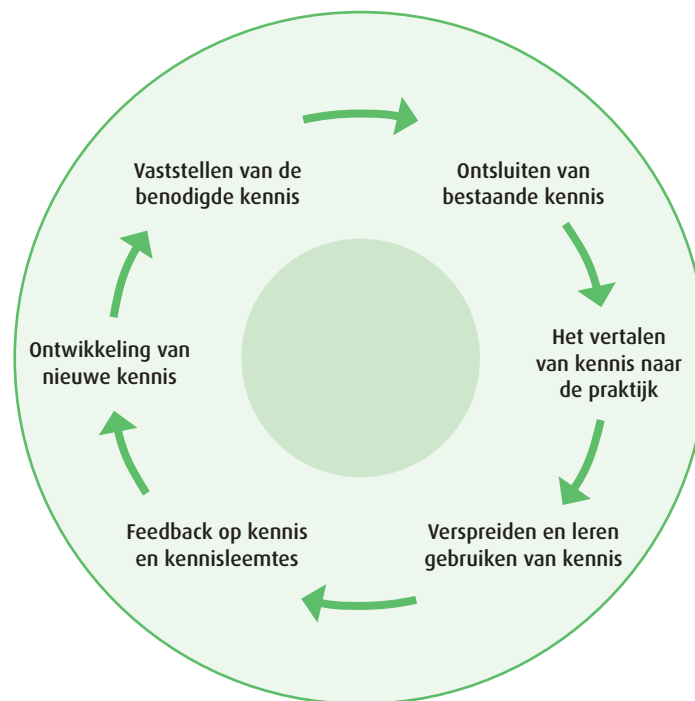 Vaststellen van de
benodigde kennis
Ontsluiten van
bestaande kennis
Het vertalen
van kennis naar
de praktijk
Verspreiden en leren
gebruiken van kennis
Feedback op kennis
en kennisleemtes
Ontwikkeling van
nieuwe kennis